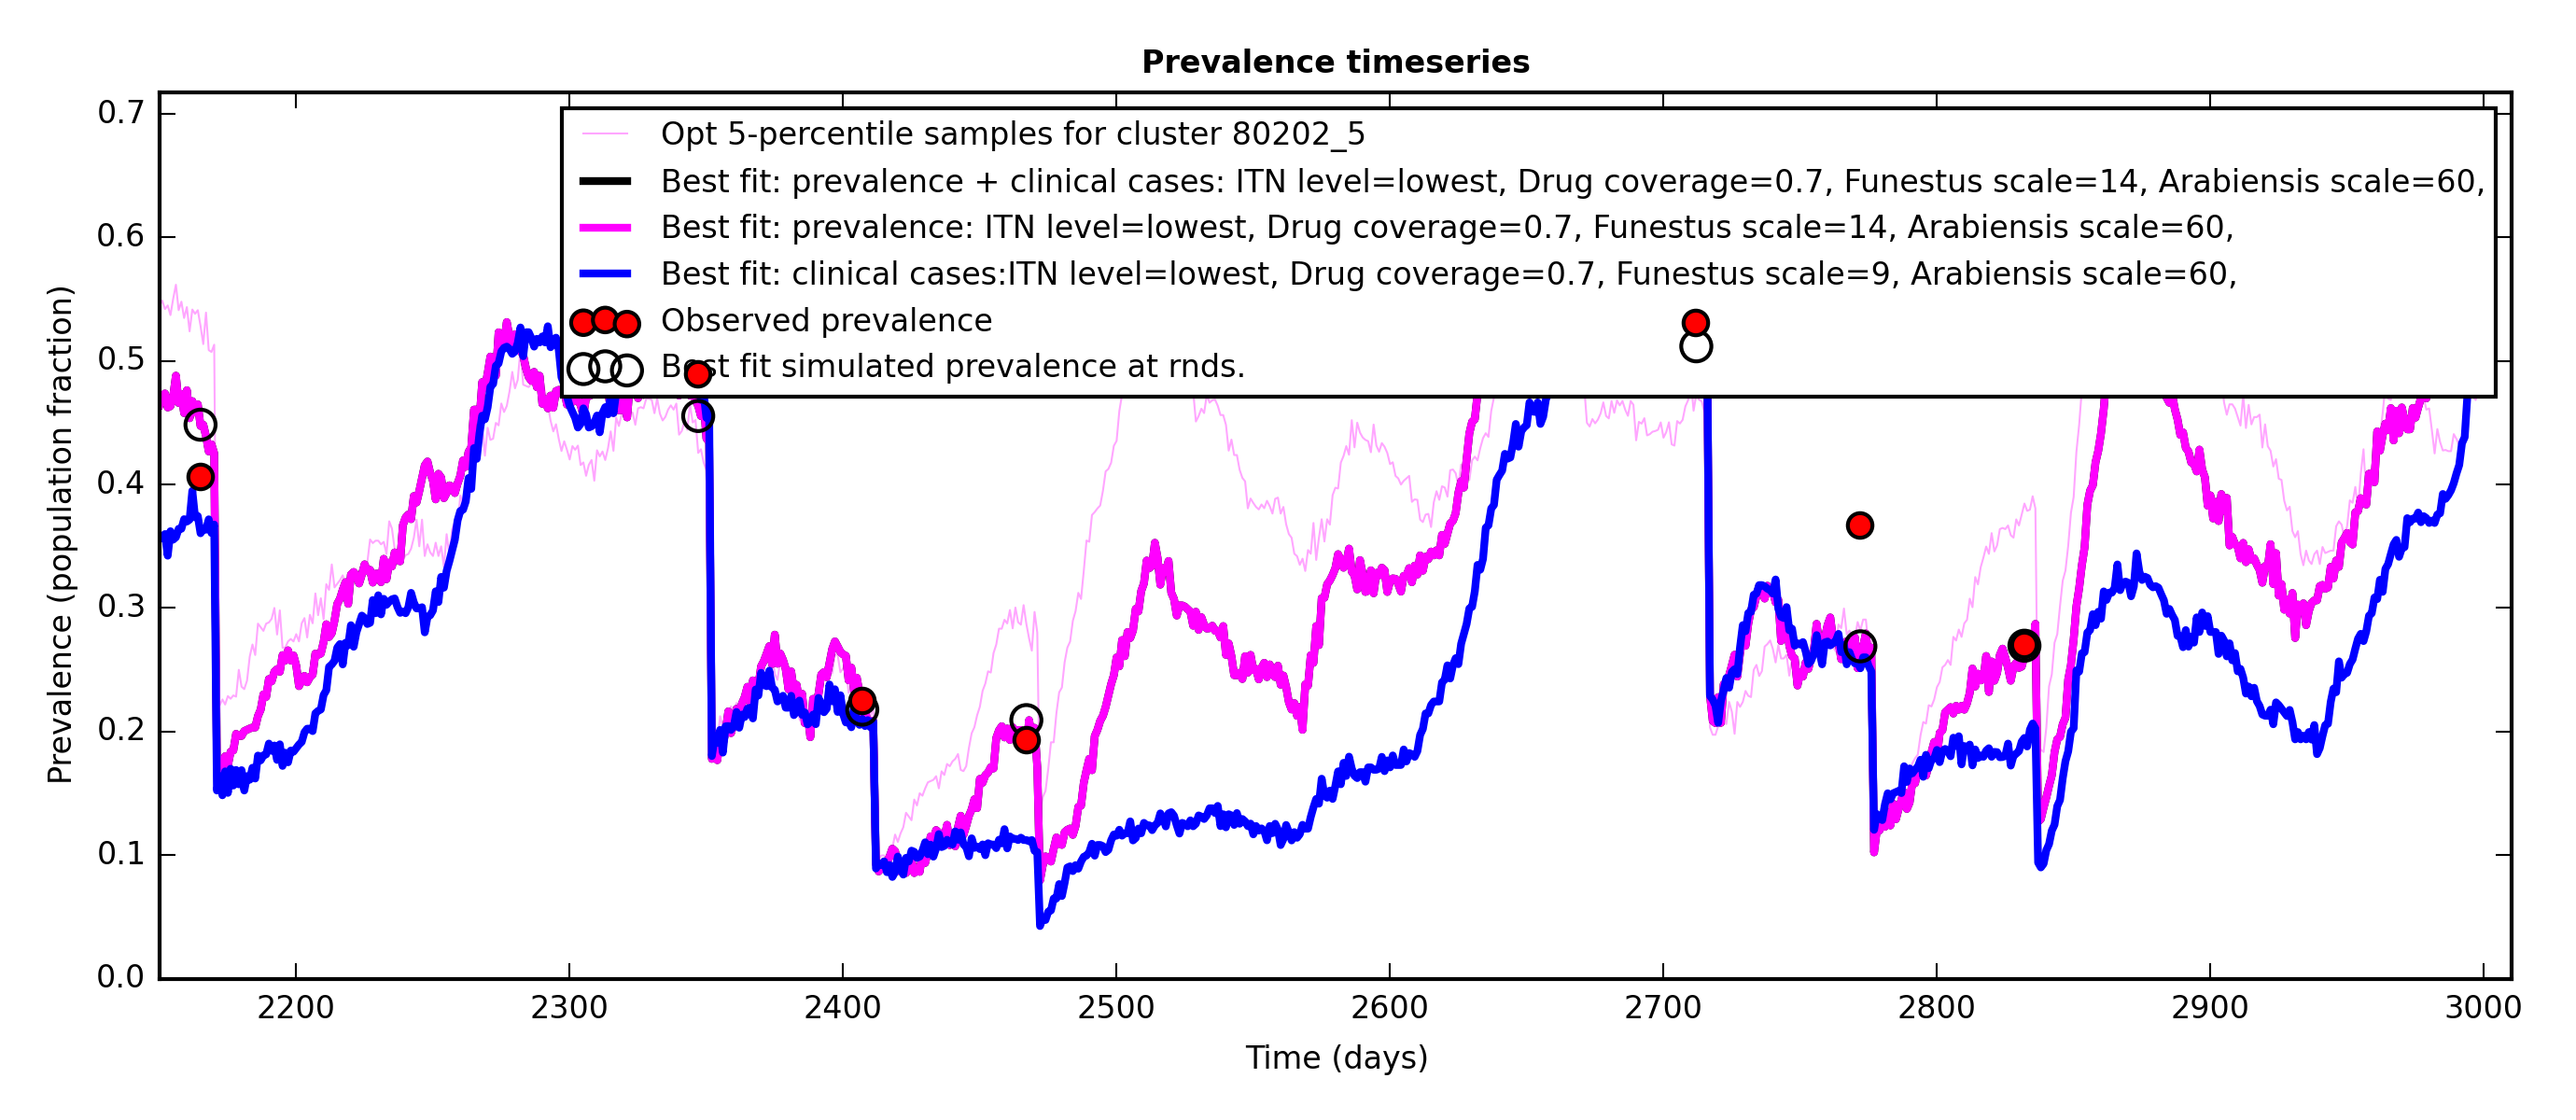 Prevalence timeseries
0.7
0.6
0.5
0.4
0.3
0.2
0.1
0.0
Prevalence (population fraction)
Opt 5-percentile samples for cluster 80202_5
Best fit: prevalence + clinical cases: ITN level=lowest, Drug coverage=0.7, Funestus scale=14, Arabiensis scale=60,
Best fit: prevalence: ITN level=lowest, Drug coverage=0.7, Funestus scale=14, Arabiensis scale=60,
Best fit: clinical cases:ITN level=lowest, Drug coverage=0.7, Funestus scale=9, Arabiensis scale=60,
Observed prevalence
Best fit simulated prevalence at rnds.
2200 2300 2400 2500 2600 2700 2800 2900 3000
Time (days)